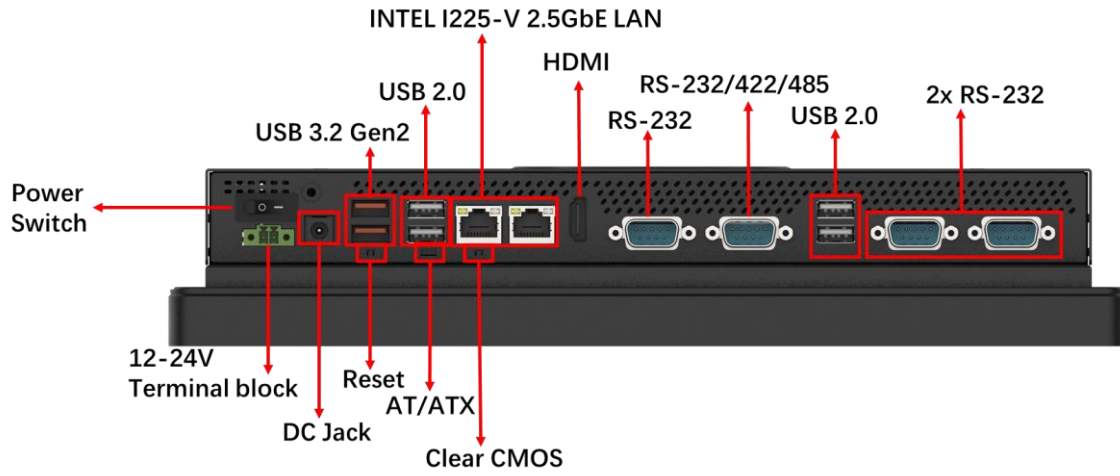 INTEL I225-V 2.5GbE LAN
HDMI
USB 2.0
RS-232/422/485
RS-232
USB 2.0
2x RS-232
USB 3.2 Gen2
Power
Switch
12-24V
Terminal block
Reset
AT/ATX
DC Jack
Clear CMOS